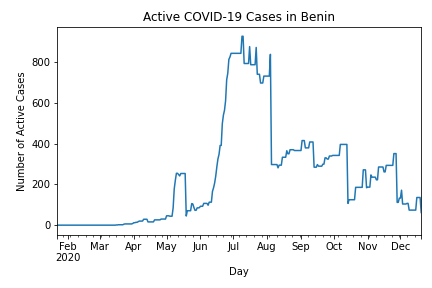 Active COVID-19 Cases in Benin
Number of Active Cases
800
600
400
200
0
Feb Mar Apr May Jun Jul Aug Sep Oct Nov Dec
2020
Day